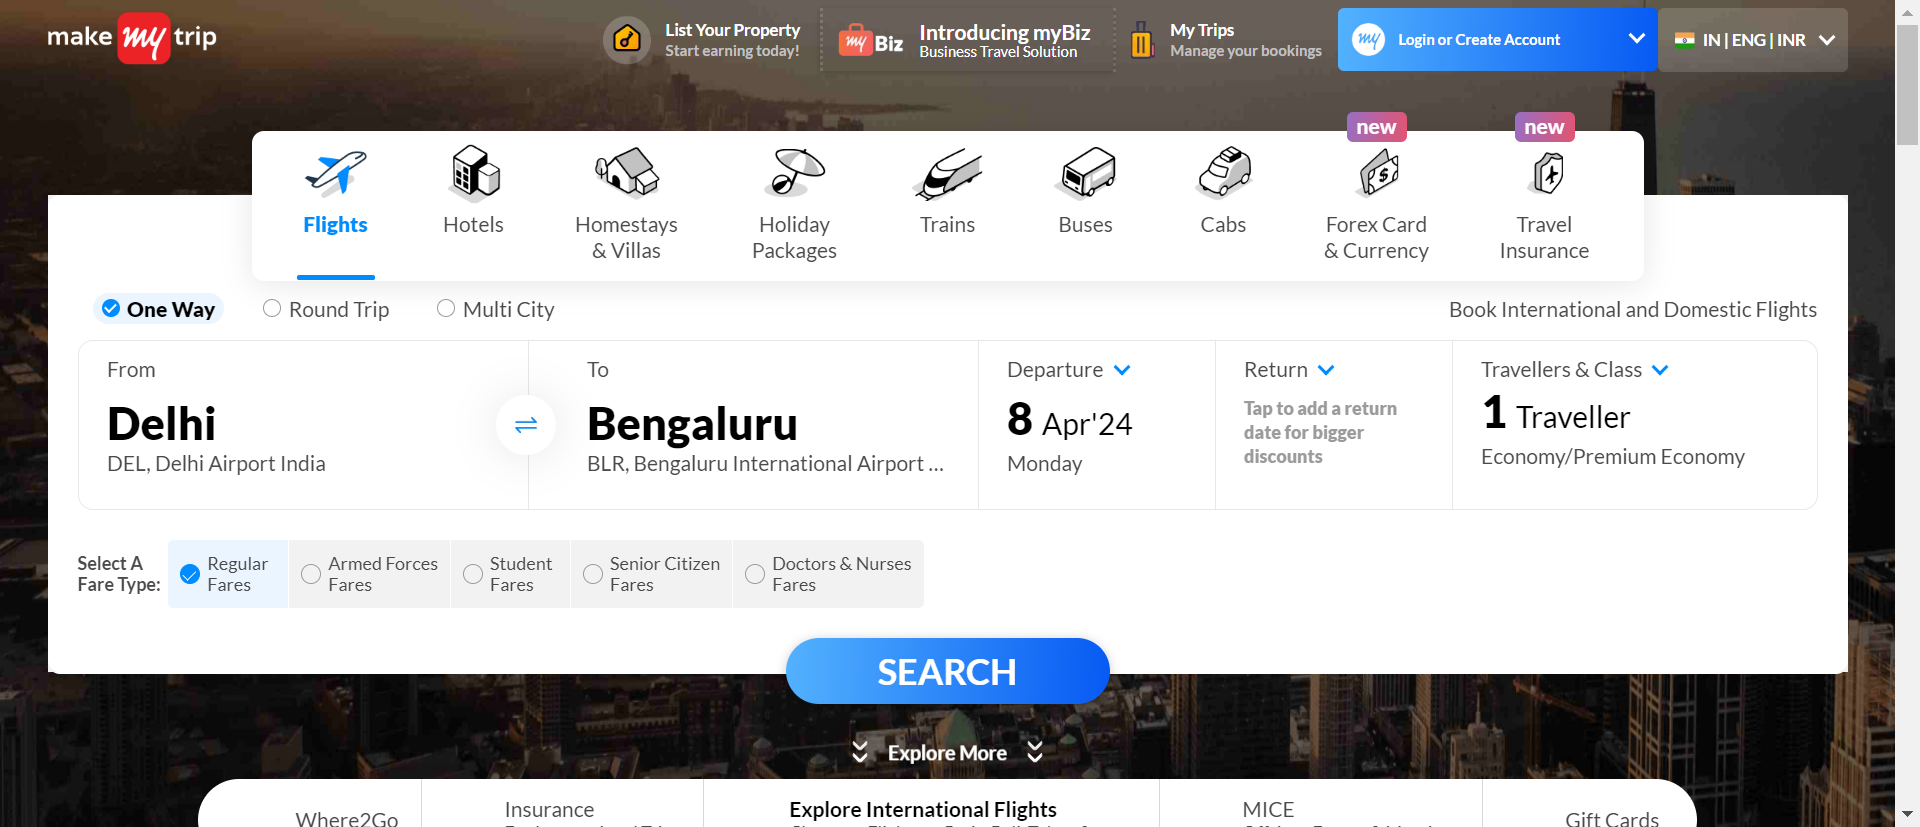 make my trip
List Your Property
Start earning today!
my Biz
Introducing myBiz
Business Travel Solution
My Trips
Manage your bookings
my
Login or Create Account
IN | ENG | INR
new
new
Flights
Hotels
Homestays
& Villas
Holiday
Packages
Trains
Buses
Cabs
Forex Card
& Currency
Travel
Insurance
One Way
Round Trip
Multi City
Book International and Domestic Flights
From
Delhi
DEL, Delhi Airport India
To
Bengaluru
BLR, Bengaluru International Airport ...
Departure
8 Apr'24
Monday
Return
Tap to add a return
date for bigger
discounts
Travellers & Class
1 Traveller
Economy/Premium Economy
Select A
Fare Type:
Regular
Fares
Armed Forces
Fares
Student
Fares
Senior Citizen
Fares
Doctors & Nurses
Fares
SEARCH
Explore More
Where2Go
Insurance
Explore International Flights
MICE
Gift Cards